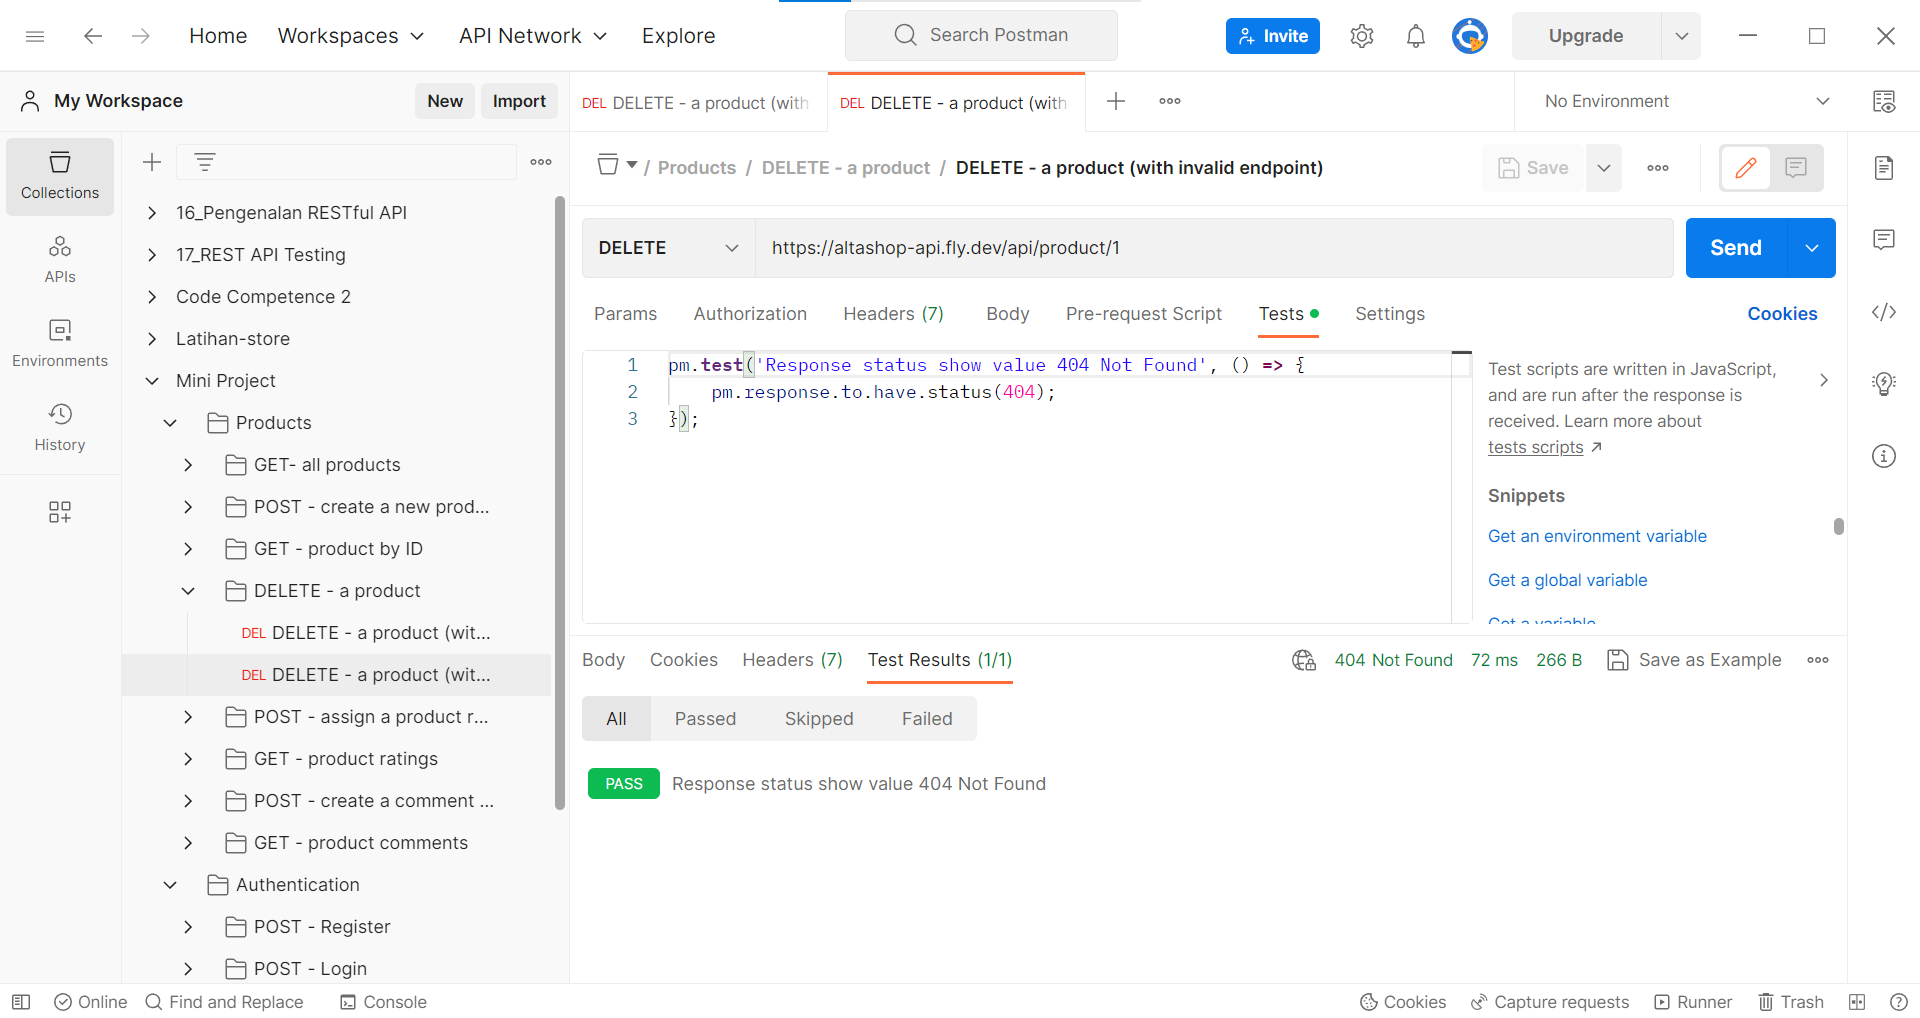 Home Workspaces API Network Explore Search Postman Invite Upgrade
My Workspace New Import
DEL DELETE - a product (with DEL DELETE - a product (with No Environment
Collections
APIs
Environments
History
16_Pengenalan RESTful API
17_REST API Testing
Code Competence 2
Latihan-store
Mini Project
Products
GET- all products
POST - create a new prod...
GET - product by ID
DELETE - a product
DEL DELETE - a product (wit...
DEL DELETE - a product (wit...
POST - assign a product r...
GET - product ratings
POST - create a comment ...
GET - product comments
Authentication
POST - Register
POST - Login
/ Products / DELETE - a product / DELETE - a product (with invalid endpoint) Save
DELETE https://altashop-api.fly.dev/api/product/1 Send
Params Authorization Headers (7) Body Pre-request Script Tests Settings Cookies
1 pm.test('Response status show value 404 Not Found', () => {
2 pm.response.to.have.status(404);
3 });
Test scripts are written in JavaScript,
and are run after the response is
received. Learn more about
tests scripts
Snippets
Get an environment variable
Get a global variable
Get a variable
Body Cookies Headers (7) Test Results (1/1) 404 Not Found 72 ms 266 B Save as Example
All Passed Skipped Failed
PASS Response status show value 404 Not Found
Online Find and Replace Console Cookies Capture requests Runner Trash